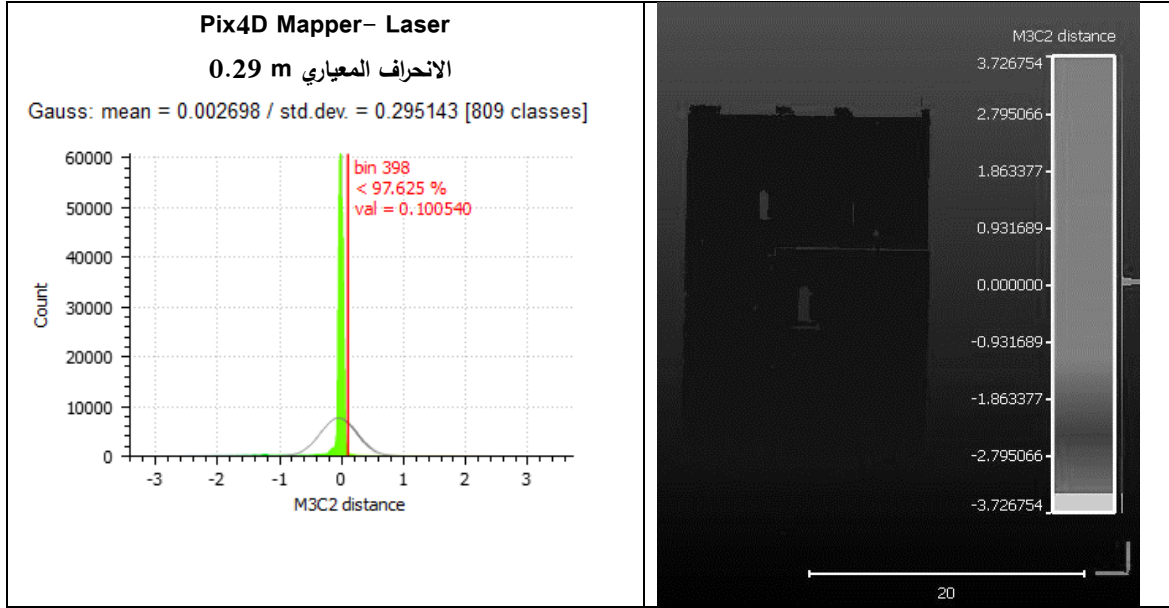 Pix4D Mapper– Laser
الانحراف المعياري 0.29 m
Gauss: mean = 0.002698 / std.dev. = 0.295143 [809 classes]
60000
50000
40000
30000
20000
10000
0
Count
bin 398
< 97.625 %
val = 0.100540
-3
-2
-1
0
1
2
3
M3C2 distance
M3C2 distance
3.726754
2.795066
1.863377
0.931689
0.000000
-0.931689
-1.863377
-2.795066
-3.726754
20